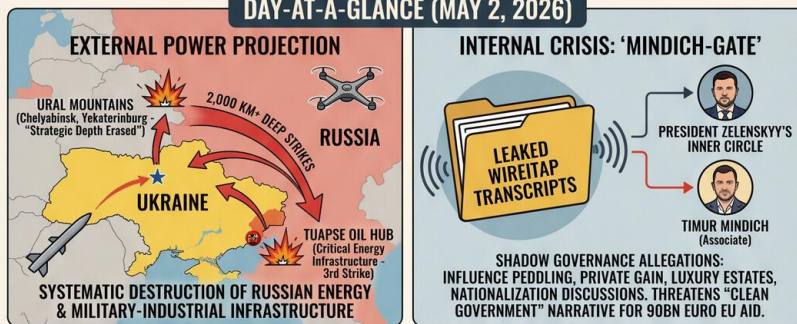 DAY-AT-A-GLANCE (MAY 2, 2026)
EXTERNAL POWER PROJECTION
URAL MOUNTAINS
(Chelyabinsk, Yekaterinburg -
"Strategic Depth Erased")
2,000 KM+ DEEP STRIKES
RUSSIA
UKRAINE
TUAPSE OIL HUB
(Critical Energy
Infrastructure -
3rd Strike)
SYSTEMATIC DESTRUCTION OF RUSSIAN ENERGY
& MILITARY-INDUSTRIAL INFRASTRUCTURE
INTERNAL CRISIS: 'MINDICH-GATE'
LEAKED
WIREITAP
TRANSCRIPTS
PRESIDENT ZELENSKYY'S
INNER CIRCLE
TIMUR MINDICH
(Associate)
SHADOW GOVERNANCE ALLEGATIONS:
INFLUENCE PEDDLING, PRIVATE GAIN, LUXURY ESTATES,
NATIONALIZATION DISCUSSIONS. THREATENS "CLEAN
GOVERNMENT" NARRATIVE FOR 90BN EURO EU AID.